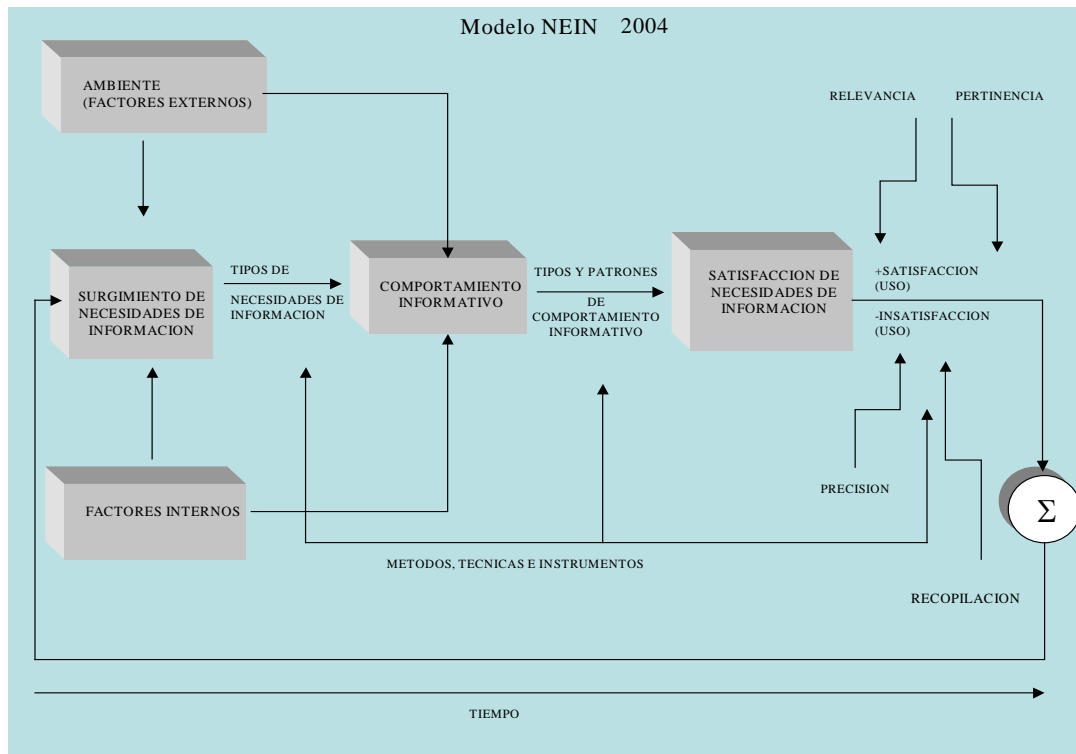 Modelo NEIN 2004
AMBIENTE
(FACTORES EXTERNOS)
RELEVANCIA
PERTINENCIA
SURGIMIENTO DE
NECESIDADES DE
INFORMACION
TIPOS DE
NECESIDADES DE
INFORMACION
COMPORTAMIENTO
INFORMATIVO
TIPOS Y PATRONES
DE
COMPORTAMIENTO
INFORMATIVO
SATISFACCION DE
NECESIDADES DE
INFORMACION
+SATISFACCION
(USO)
-INSATISFACCION
(USO)
FACTORES INTERNOS
PRECISION
Σ
METODOS, TECNICAS E INSTRUMENTOS
RECOPILACION
TIEMPO